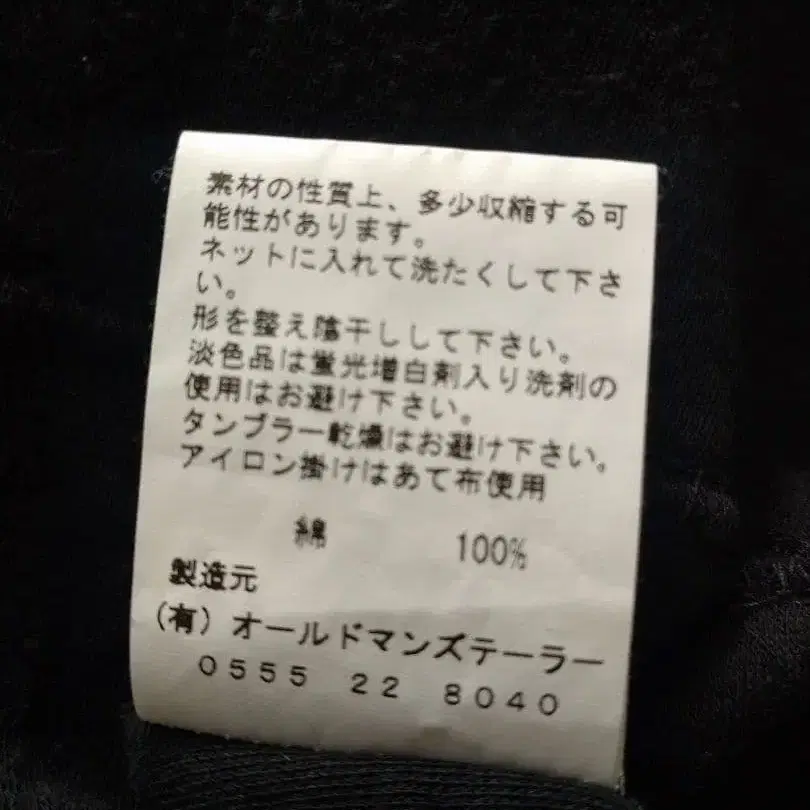 素材の性質上、多少収縮する可
能性があります。
ネットに入れて洗たくして下さ
い。
形を整え陰干しして下さい。
淡色品は蛍光増白剤入り洗剤の
使用はお避け下さい。
タンブラー乾燥はお避け下さい。
アイロン掛けはあて布使用
綿 100%
製造元
(有)オールドマンズテーラー
0555 22 8040